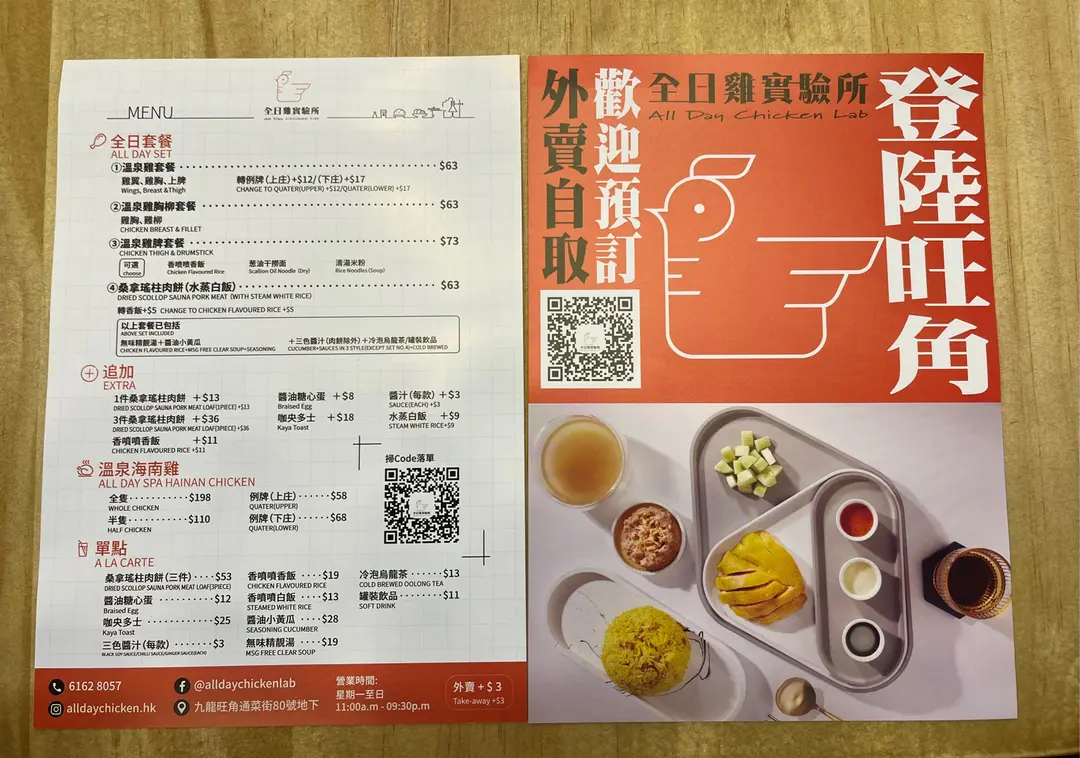 MENU
全日雞實驗所
All Day Chicken Lab
全日套餐
ALL DAY SET
①溫泉雞套餐 $63
雞翼、雞胸、上脾
Wings, Breast &Thigh
轉例牌(上庄)+$12/(下庄)+$17
CHANGE TO QUATER(UPPER) +$12/QUATER(LOWER) +$17
②溫泉雞胸柳套餐 $63
雞胸、雞柳
CHICKEN BREAST & FILLET
③溫泉雞脾套餐 $73
CHICKEN THIGH & DRUMSTICK
可選
choose
香噴噴香飯
Chicken Flavoured Rice
葱油干撈面
Scallion Oil Noodle (Dry)
清湯米粉
Rice Noodles (Soup)
④桑拿瑤柱肉餅(水蒸白飯) $63
DRIED SCOLLOP SAUNA PORK MEAT (WITH STEAM WHITE RICE)
轉香飯+$5 CHANGE TO CHICKEN FLAVOURED RICE +$5
以上套餐已包括
ABOVE SET INCLUDED
無味精靚湯+醬油小黃瓜 +三色醬汁(肉餅除外)+冷泡烏龍茶/罐裝飲品
CHICKEN FLAVOURED RICE+MSG FREE CLEAR SOUP+SEASONING CUCUMBER+SAUCES IN 3 STYLE(EXCEPT SET NO.4)+COLD BREWED
追加
EXTRA
1件桑拿瑤柱肉餅 +$13
DRIED SCOLLOP SAUNA PORK MEAT LOAF(1PIECE) +$13
3件桑拿瑤柱肉餅 +$36
DRIED SCOLLOP SAUNA PORK MEAT LOAF(3PIECE) +$36
香噴噴香飯 +$11
CHICKEN FLAVOURED RICE +$11
醬油糖心蛋 +$8
Braised Egg
咖央多士 +$18
Kaya Toast
醬汁(每款)+$3
SAUCE(EACH) +$3
水蒸白飯 +$9
STEAM WHITE RICE+$9
溫泉海南雞
ALL DAY SPA HAINAN CHICKEN
全隻 $198
WHOLE CHICKEN
半隻 $110
HALF CHICKEN
例牌(上庄) $58
QUATER(UPPER)
例牌(下庄) $68
QUATER(LOWER)
掃Code落單
單點
A LA CARTE
桑拿瑤柱肉餅(三件) $53
DRIED SCOLLOP SAUNA PORK MEAT LOAF(3PIECE)
醬油糖心蛋 $12
Braised Egg
咖央多士 $25
Kaya Toast
三色醬汁(每款) $3
BLACK SOY SAUCE/CHILLI SAUCE/GINGER SAUCE(EACH)
香噴噴香飯 $19
CHICKEN FLAVOURED RICE
香噴噴白飯 $13
STEAMED WHITE RICE
醬油小黃瓜 $28
SEASONING CUCUMBER
無味精靚湯 $19
MSG FREE CLEAR SOUP
冷泡烏龍茶 $13
COLD BREWED OOLONG TEA
罐裝飲品 $11
SOFT DRINK
6162 8057
alldaychicken.hk
@alldaychickenlab
九龍旺角通菜街80號地下
營業時間:
星期一至日
11:00a.m - 09:30p.m
外賣 + $ 3
Take-away +$3
登陸旺角
全日雞實驗所
All Day Chicken Lab
歡迎預訂
外賣自取